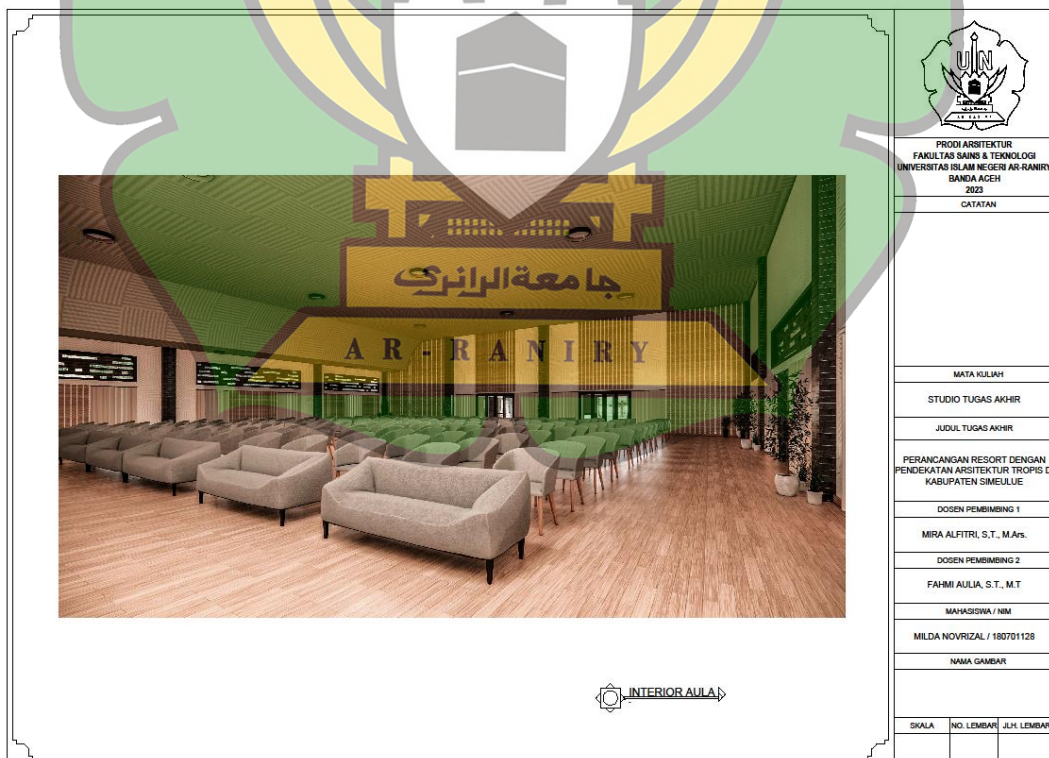 جامعة الرانري
AR-RANIRY
INTERIOR AULA
UIN
AR-RANIRY
PRODI ARSITEKTUR
FAKULTAS SAINS & TEKNOLOGI
UNIVERSITAS ISLAM NEGERI AR-RANIRY
BANDA ACEH
2023
CATATAN
MATA KULIAH
STUDIO TUGAS AKHIR
JUDUL TUGAS AKHIR
PERANCANGAN RESORT DENGAN
PENDEKATAN ARSITEKTUR TROPIS D
KABUPATEN SIMEULUE
DOSEN PEMBIMBING 1
MIRA ALFITRI, S,T., M.Ars.
DOSEN PEMBIMBING 2
FAHMI AULIA, S.T., M.T
MAHASISWA / NIM
MILDA NOVRIZAL / 180701128
NAMA GAMBAR
SKALA NO. LEMBAR JLH. LEMBAR